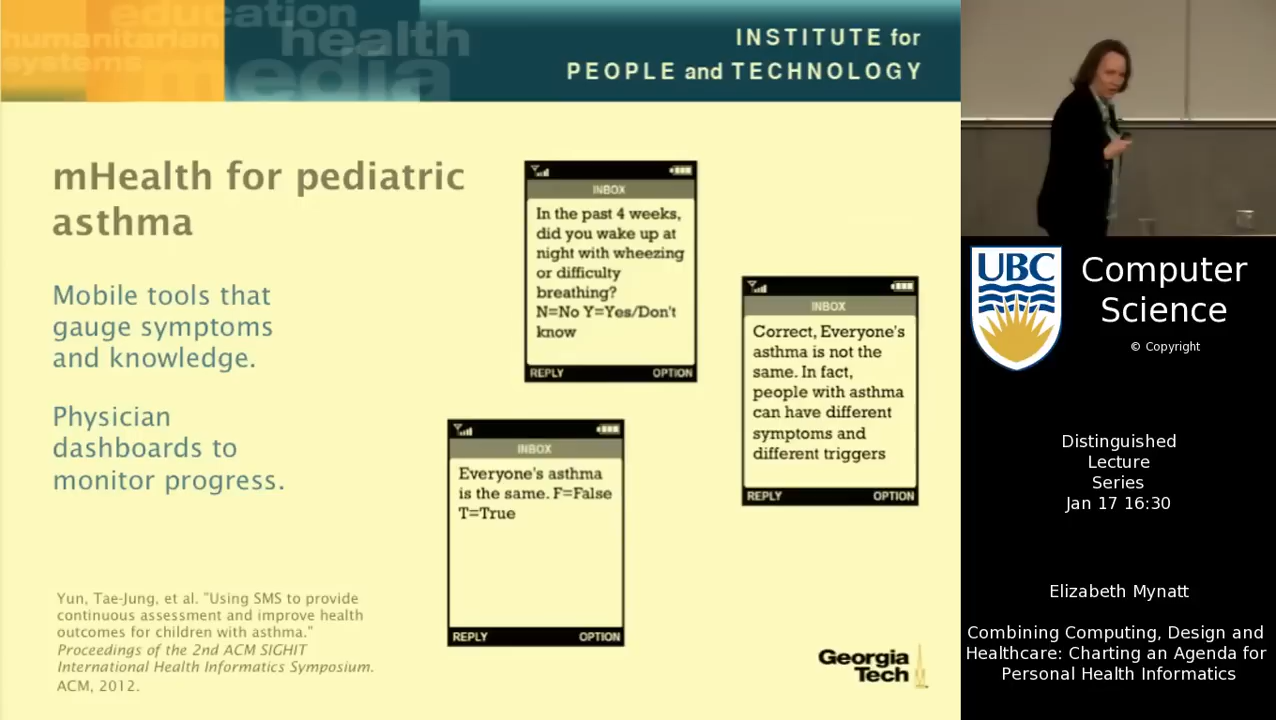 education
humanitarian
health
systems
media
INSTITUTE for
PEOPLE and TECHNOLOGY
mHealth for pediatric
asthma
Mobile tools that
gauge symptoms
and knowledge.
Physician
dashboards to
monitor progress.
INBOX
In the past 4 weeks,
did you wake up at
night with wheezing
or difficulty
breathing?
N=No Y=Yes/Don't
know
REPLY OPTION
INBOX
Correct, Everyone's
asthma is not the
same. In fact,
people with asthma
can have different
symptoms and
different triggers
REPLY OPTION
INBOX
Everyone's asthma
is the same. F=False
T=True
REPLY OPTION
Yun, Tae-Jung, et al. "Using SMS to provide
continuous assessment and improve health
outcomes for children with asthma."
Proceedings of the 2nd ACM SIGHIT
International Health Informatics Symposium.
ACM, 2012.
Georgia
Tech
UBC
Computer
Science
© Copyright
Distinguished
Lecture
Series
Jan 17 16:30
Elizabeth Mynatt
Combining Computing, Design and
Healthcare: Charting an Agenda for
Personal Health Informatics